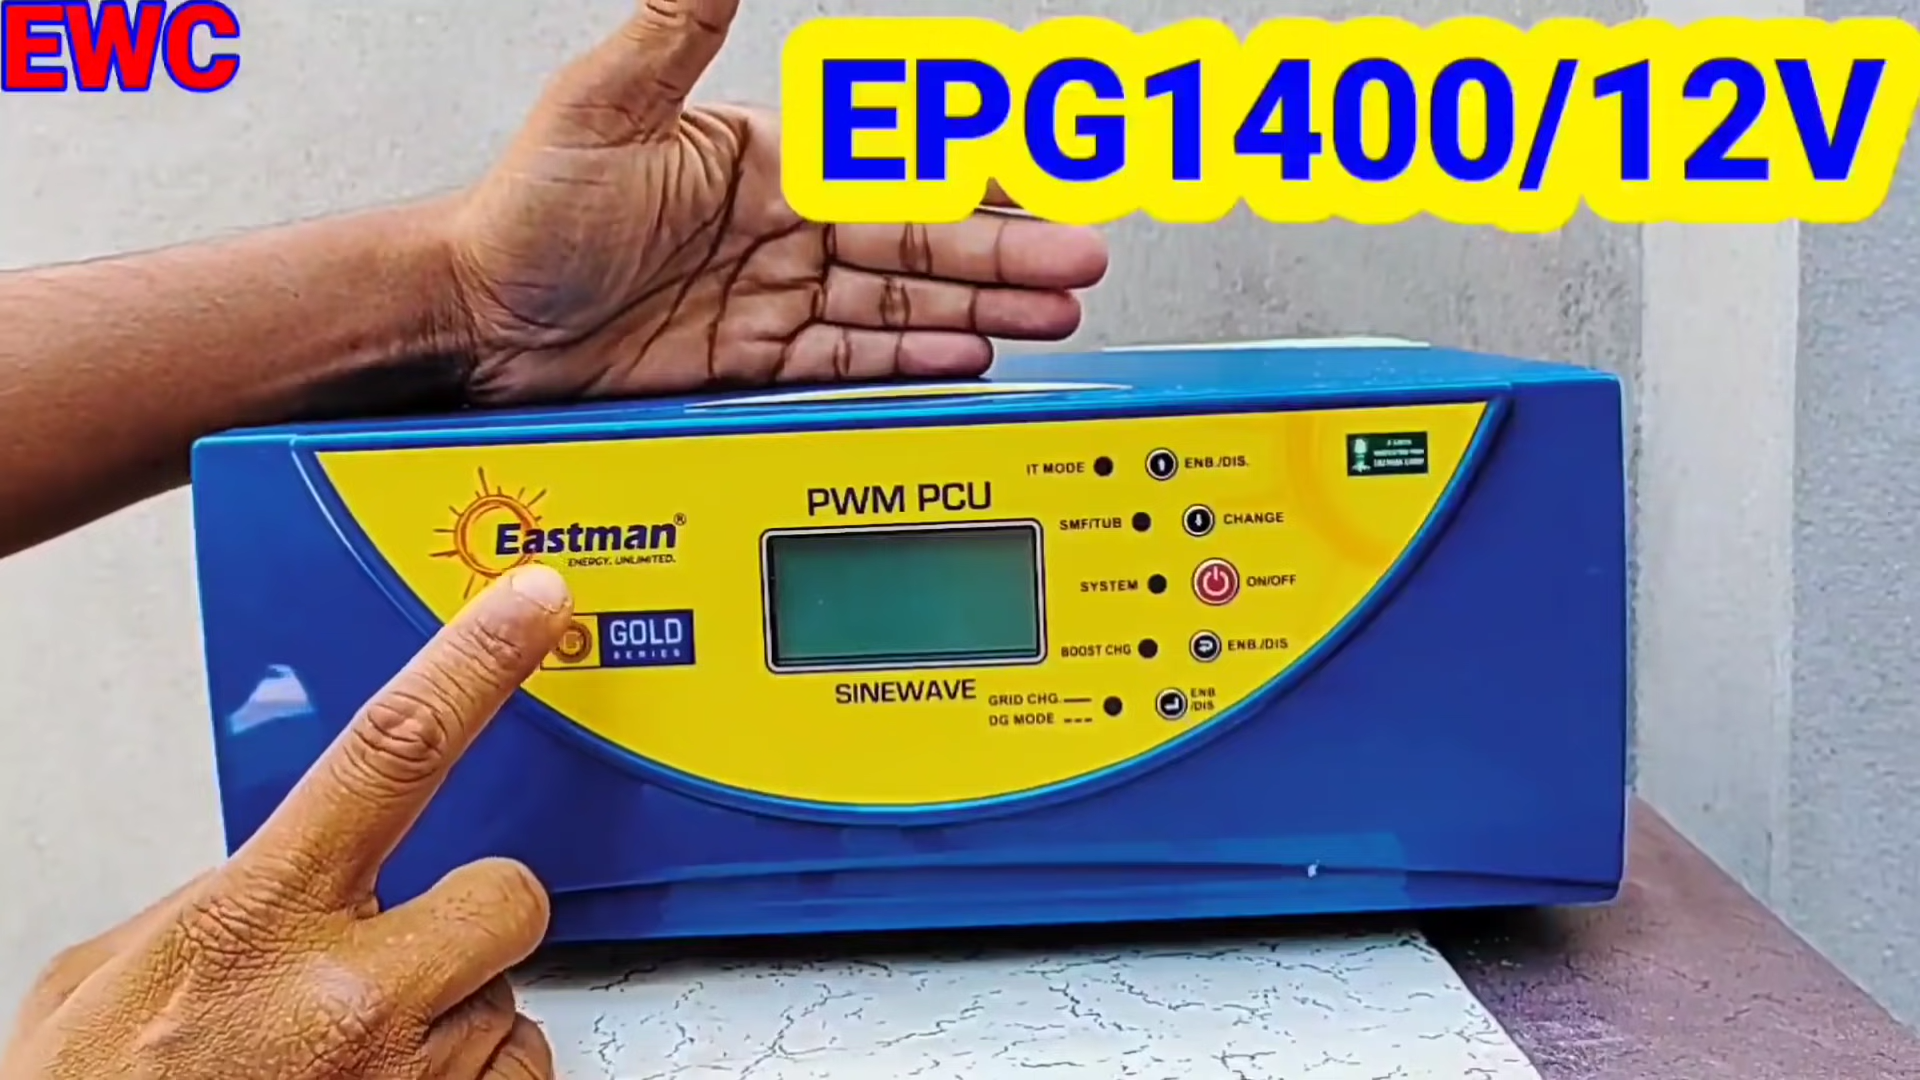 EWC
EPG1400/12V
Eastman®
ENERGY. UNLIMITED.
GOLD
SERIES
PWM PCU
SINEWAVE
IT MODE ENB./DIS.
SMF/TUB CHANGE
SYSTEM ON/OFF
BOOST CHG ENB./DIS
GRID CHG. ENB
DG MODE /DIS